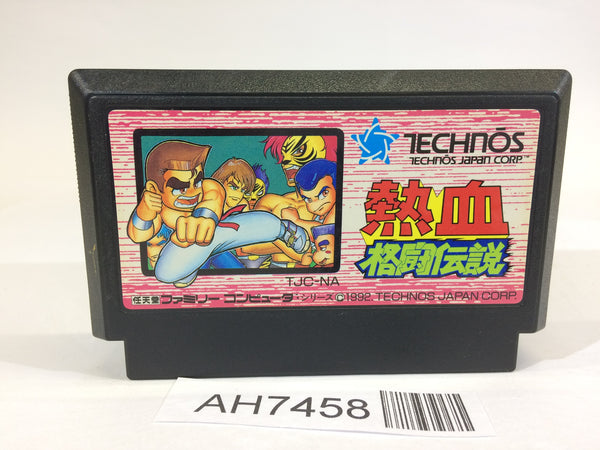 TECHNŌS
TECHNŌS JAPAN CORP.
熱血
格闘伝説
TJC-NA
任天堂 ファミリー コンピュータ・シリーズ ©1992 TECHNOS JAPAN CORP.
AH7458